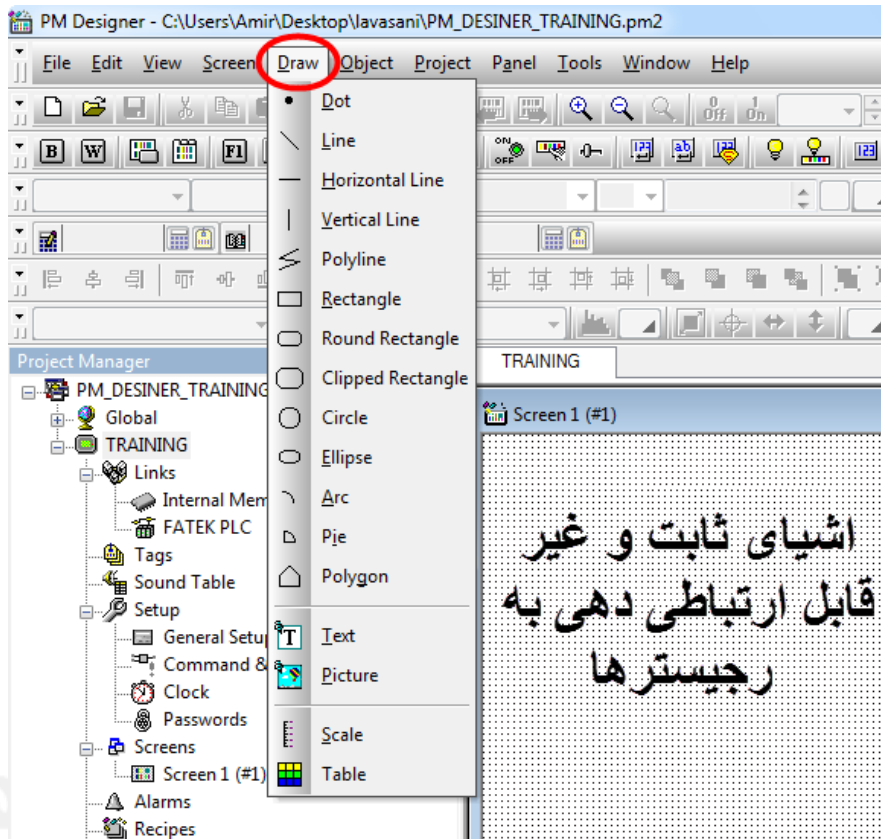 PM Designer - C:\Users\Amir\Desktop\lavasani\PM_DESINER_TRAINING.pm2
File Edit View Screen Draw Object Project Panel Tools Window Help
Dot
Line
Horizontal Line
Vertical Line
Polyline
Rectangle
Round Rectangle
Clipped Rectangle
Circle
Ellipse
Arc
Pie
Polygon
Text
Picture
Scale
Table
Project Manager
PM_DESINER_TRAINING
Global
TRAINING
Links
Internal Mem
FATEK PLC
Tags
Sound Table
Setup
General Setup
Command &
Clock
Passwords
Screens
Screen 1 (#1)
Alarms
Recipes
TRAINING
Screen 1 (#1)
اشیای ثابت و غیر
قابل ارتباطی دهی به
رجیسترها